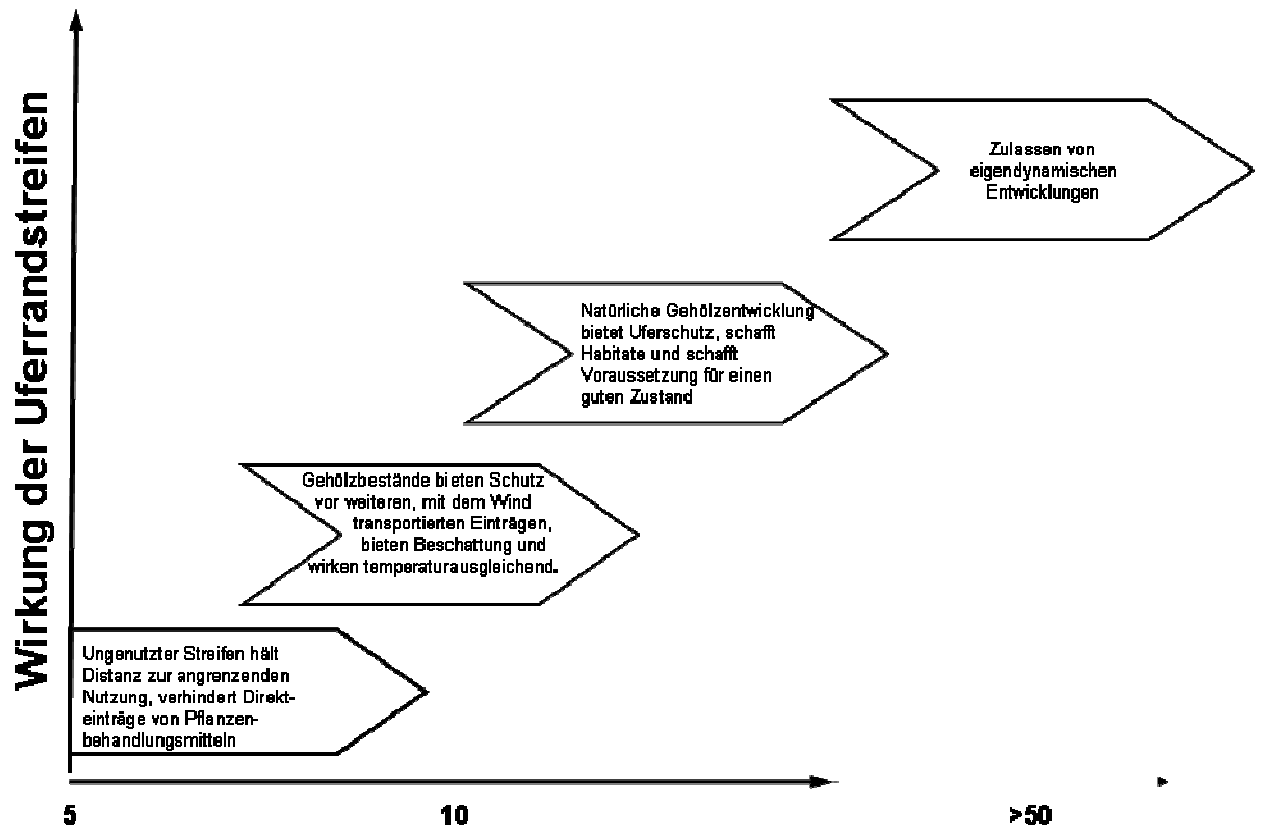 Wirkung der Uferrandstreifen
Zulassen von
eigendynamischen
Entwicklungen
Natürliche Gehölzentwicklung
bietet Uferschutz, schafft
Habitate und schafft
Voraussetzung für einen
guten Zustand
Gehölzbestände bieten Schutz
vor weiteren, mit dem Wind
transportierten Einträgen,
bieten Beschattung und
wirken temperaturausgleichend.
Ungenutzter Streifen hält
Distanz zur angrenzenden
Nutzung, verhindert Direkt-
einträge von Pflanzen-
behandlungsmitteln
5 10 >50